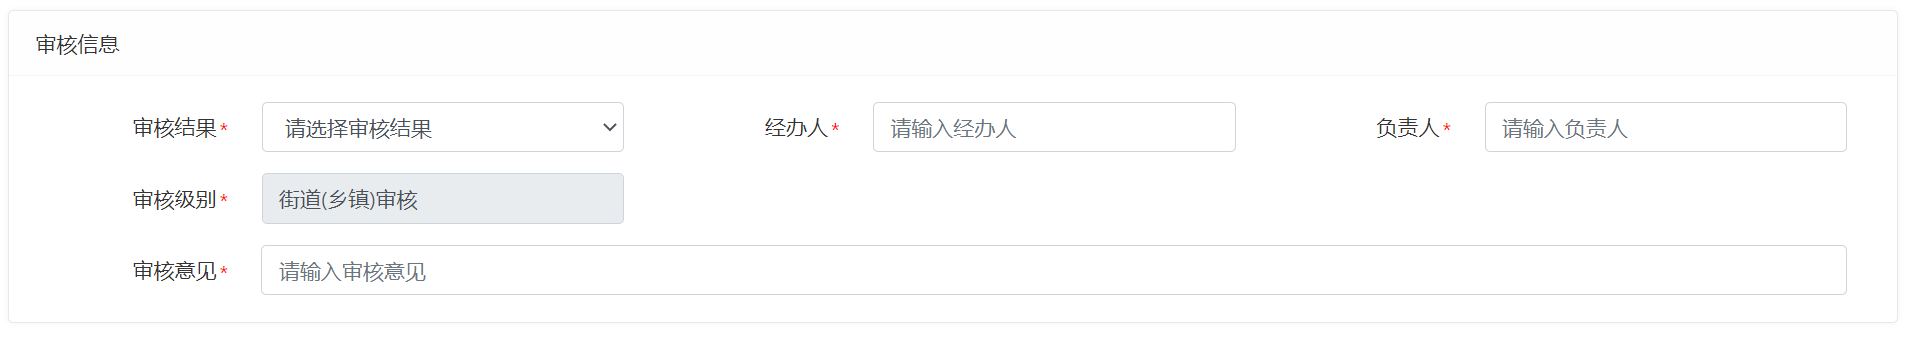 审核信息
审核结果* 请选择审核结果 经办人* 请输入经办人 负责人* 请输入负责人
审核级别* 街道(乡镇)审核
审核意见* 请输入审核意见